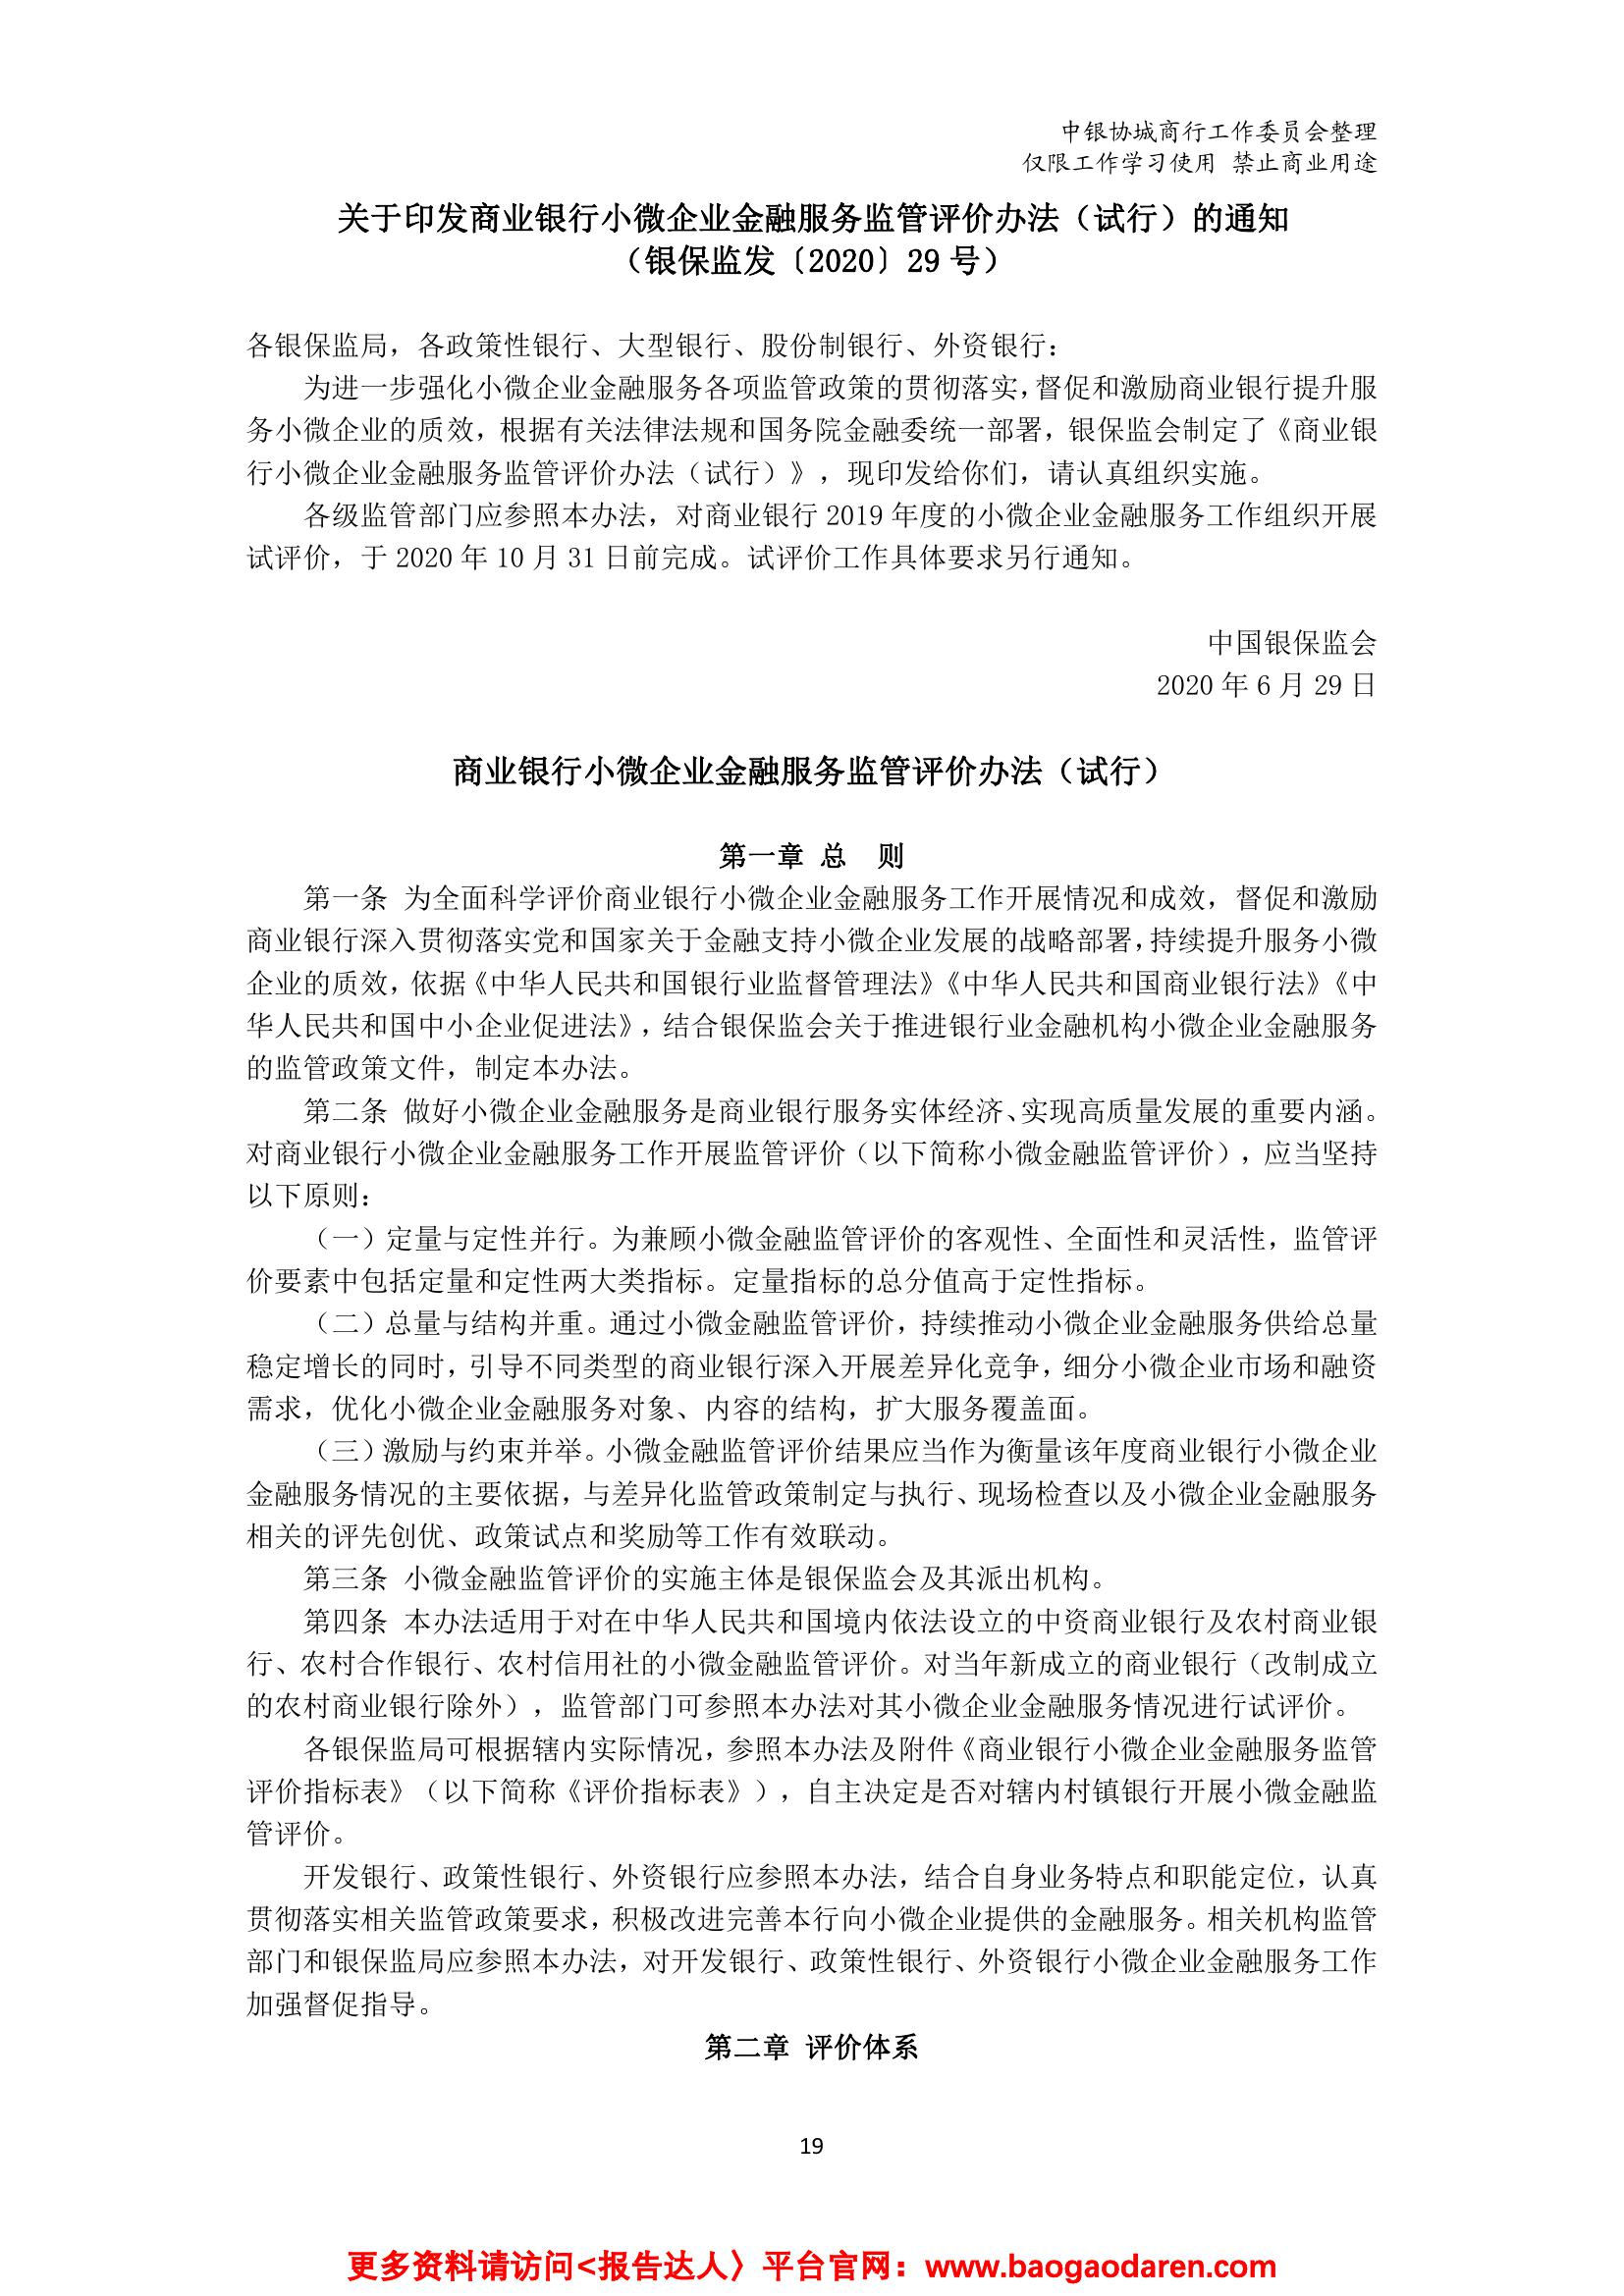 中银协城商行工作委员会整理
仅限工作学习使用 禁止商业用途
关于印发商业银行小微企业金融服务监管评价办法（试行）的通知
（银保监发〔2020〕29 号）
各银保监局，各政策性银行、大型银行、股份制银行、外资银行：
为进一步强化小微企业金融服务各项监管政策的贯彻落实，督促和激励商业银行提升服
务小微企业的质效，根据有关法律法规和国务院金融委统一部署，银保监会制定了《商业银
行小微企业金融服务监管评价办法（试行）》，现印发给你们，请认真组织实施。
各级监管部门应参照本办法，对商业银行 2019 年度的小微企业金融服务工作组织开展
试评价，于 2020 年 10 月 31 日前完成。试评价工作具体要求另行通知。
中国银保监会
2020 年 6 月 29 日
商业银行小微企业金融服务监管评价办法（试行）
第一章 总　则
第一条 为全面科学评价商业银行小微企业金融服务工作开展情况和成效，督促和激励
商业银行深入贯彻落实党和国家关于金融支持小微企业发展的战略部署，持续提升服务小微
企业的质效，依据《中华人民共和国银行业监督管理法》《中华人民共和国商业银行法》《中
华人民共和国中小企业促进法》，结合银保监会关于推进银行业金融机构小微企业金融服务
的监管政策文件，制定本办法。
第二条 做好小微企业金融服务是商业银行服务实体经济、实现高质量发展的重要内涵。
对商业银行小微企业金融服务工作开展监管评价（以下简称小微金融监管评价），应当坚持
以下原则：
（一）定量与定性并行。为兼顾小微金融监管评价的客观性、全面性和灵活性，监管评
价要素中包括定量和定性两大类指标。定量指标的总分值高于定性指标。
（二）总量与结构并重。通过小微金融监管评价，持续推动小微企业金融服务供给总量
稳定增长的同时，引导不同类型的商业银行深入开展差异化竞争，细分小微企业市场和融资
需求，优化小微企业金融服务对象、内容的结构，扩大服务覆盖面。
（三）激励与约束并举。小微金融监管评价结果应当作为衡量该年度商业银行小微企业
金融服务情况的主要依据，与差异化监管政策制定与执行、现场检查以及小微企业金融服务
相关的评先创优、政策试点和奖励等工作有效联动。
第三条 小微金融监管评价的实施主体是银保监会及其派出机构。
第四条 本办法适用于对在中华人民共和国境内依法设立的中资商业银行及农村商业银
行、农村合作银行、农村信用社的小微金融监管评价。对当年新成立的商业银行（改制成立
的农村商业银行除外），监管部门可参照本办法对其小微企业金融服务情况进行试评价。
各银保监局可根据辖内实际情况，参照本办法及附件《商业银行小微企业金融服务监管
评价指标表》（以下简称《评价指标表》），自主决定是否对辖内村镇银行开展小微金融监
管评价。
开发银行、政策性银行、外资银行应参照本办法，结合自身业务特点和职能定位，认真
贯彻落实相关监管政策要求，积极改进完善本行向小微企业提供的金融服务。相关机构监管
部门和银保监局应参照本办法，对开发银行、政策性银行、外资银行小微企业金融服务工作
加强督促指导。
第二章 评价体系
19
更多资料请访问<报告达人〉平台官网：www.baogaodaren.com